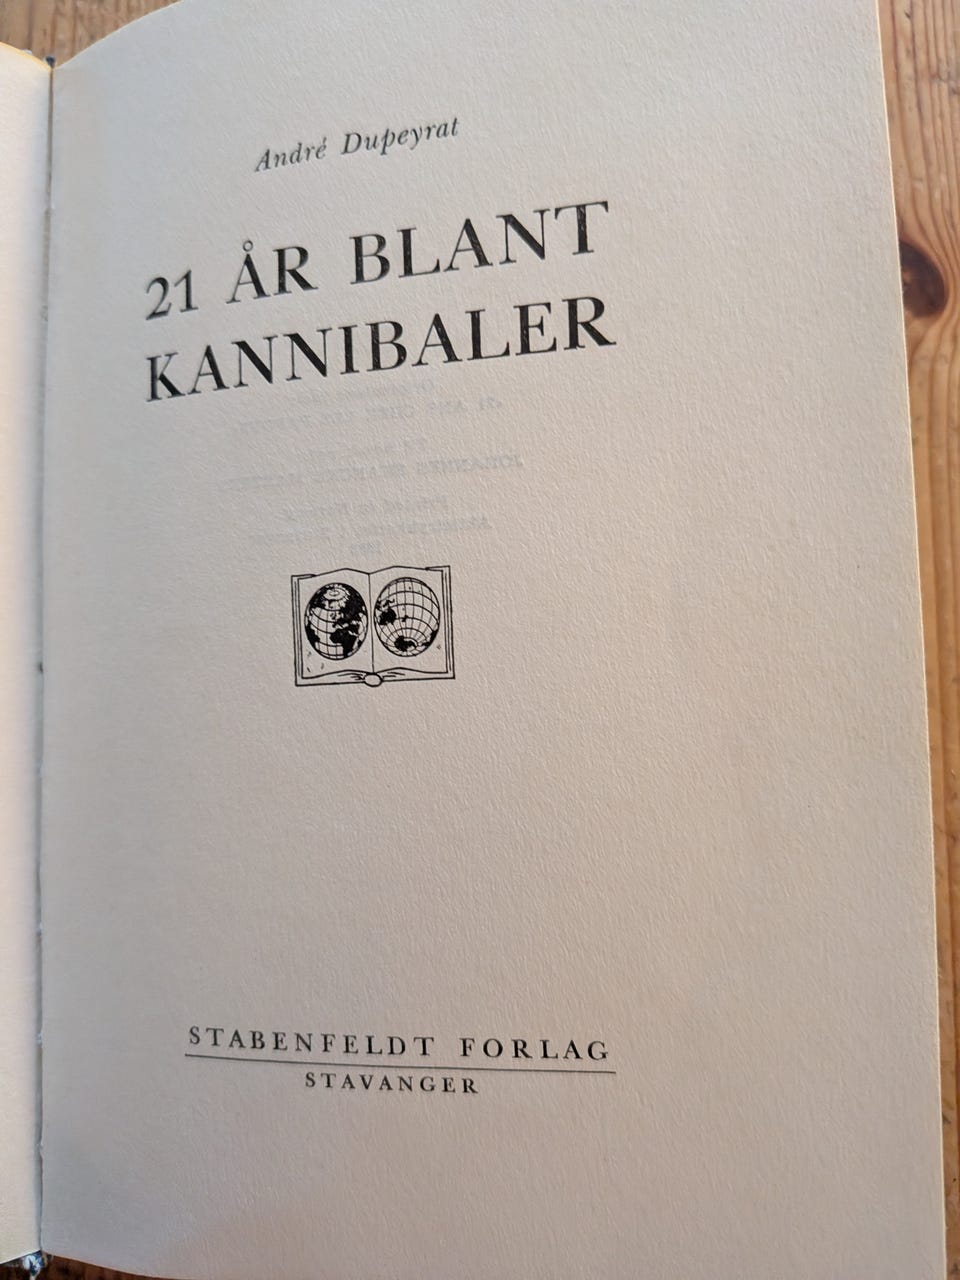 André Dupeyrat
21 ÅR BLANT
KANNIBALER
STABENFELDT FORLAG
STAVANGER